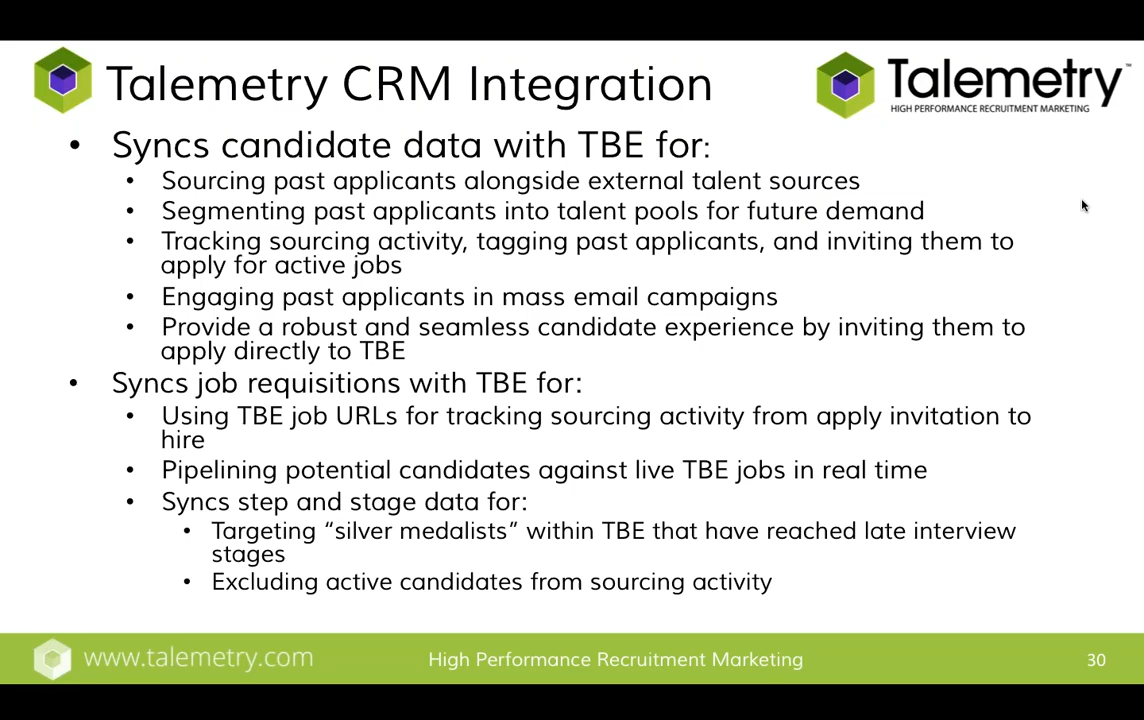 Talemetry CRM Integration
Talemetry™
HIGH PERFORMANCE RECRUITMENT MARKETING
• Syncs candidate data with TBE for:
• Sourcing past applicants alongside external talent sources
• Segmenting past applicants into talent pools for future demand
• Tracking sourcing activity, tagging past applicants, and inviting them to
apply for active jobs
• Engaging past applicants in mass email campaigns
• Provide a robust and seamless candidate experience by inviting them to
apply directly to TBE
• Syncs job requisitions with TBE for:
• Using TBE job URLs for tracking sourcing activity from apply invitation to
hire
• Pipelining potential candidates against live TBE jobs in real time
• Syncs step and stage data for:
• Targeting “silver medalists” within TBE that have reached late interview
stages
• Excluding active candidates from sourcing activity
www.talemetry.com
High Performance Recruitment Marketing
30